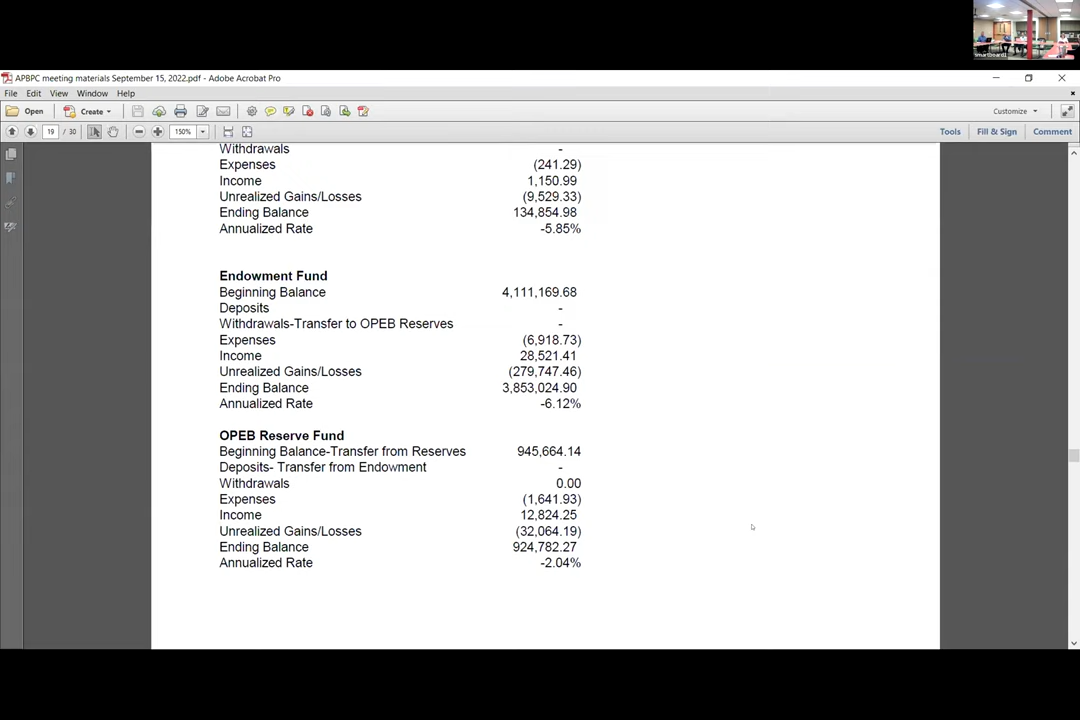 smartboard1
APBPC meeting materials September 15, 2022.pdf - Adobe Acrobat Pro
File Edit View Window Help
Open Create Customize
19 / 30 150% Tools Fill & Sign Comment
Withdrawals -
Expenses (241.29)
Income 1,150.99
Unrealized Gains/Losses (9,529.33)
Ending Balance 134,854.98
Annualized Rate -5.85%
Endowment Fund
Beginning Balance 4,111,169.68
Deposits -
Withdrawals-Transfer to OPEB Reserves -
Expenses (6,918.73)
Income 28,521.41
Unrealized Gains/Losses (279,747.46)
Ending Balance 3,853,024.90
Annualized Rate -6.12%
OPEB Reserve Fund
Beginning Balance-Transfer from Reserves 945,664.14
Deposits- Transfer from Endowment -
Withdrawals 0.00
Expenses (1,641.93)
Income 12,824.25
Unrealized Gains/Losses (32,064.19)
Ending Balance 924,782.27
Annualized Rate -2.04%